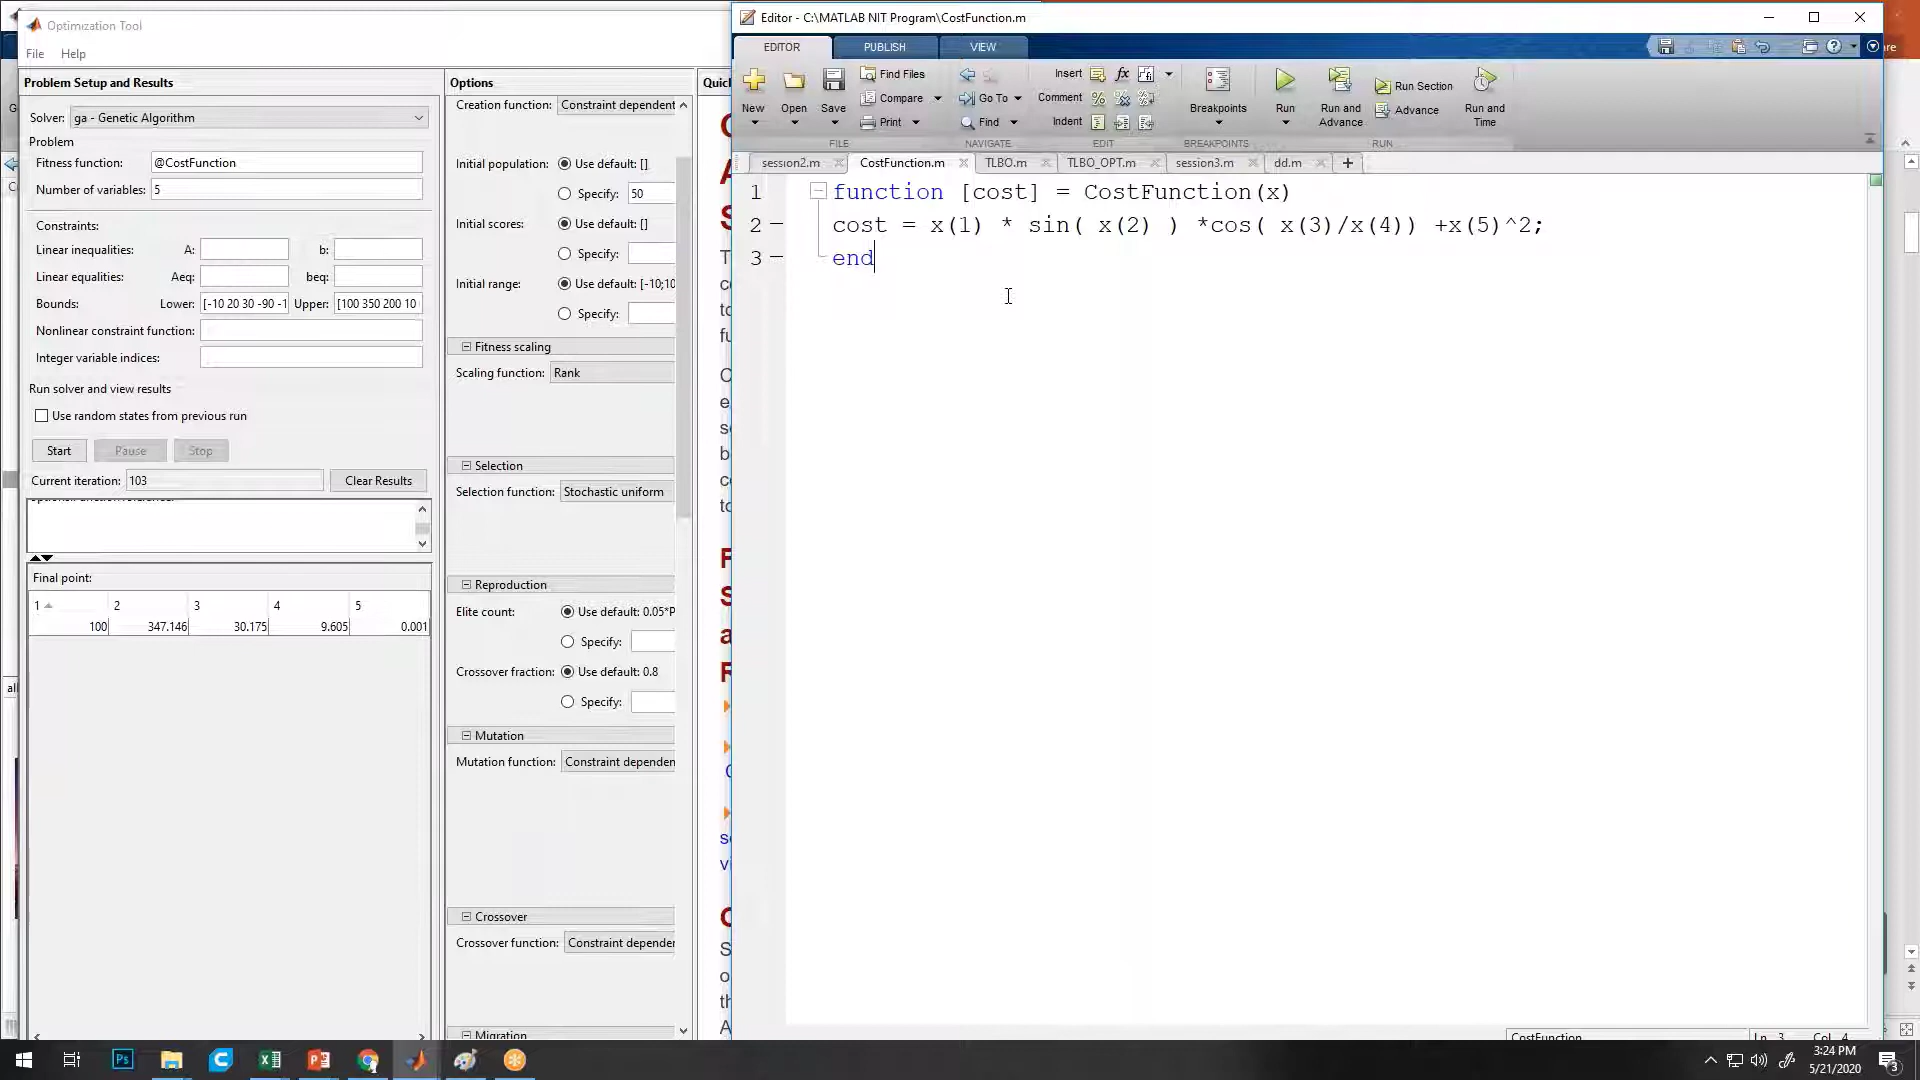 Optimization Tool
File Help
Problem Setup and Results
Solver: ga - Genetic Algorithm
Problem
Fitness function: @CostFunction
Number of variables: 5
Constraints:
Linear inequalities: A: b:
Linear equalities: Aeq: beq:
Bounds: Lower: [-10 20 30 -90 -1 Upper: [100 350 200 10
Nonlinear constraint function:
Integer variable indices:
Run solver and view results
Use random states from previous run
Start Pause Stop
Current iteration: 103 Clear Results
Final point:
1 2 3 4 5
100 347.146 30.175 9.605 0.001
Options
Creation function: Constraint dependent
Initial population: Use default: []
Specify: 50
Initial scores: Use default: []
Specify:
Initial range: Use default: [-10;10
Specify:
Fitness scaling
Scaling function: Rank
Selection
Selection function: Stochastic uniform
Reproduction
Elite count: Use default: 0.05*P
Specify:
Crossover fraction: Use default: 0.8
Specify:
Mutation
Mutation function: Constraint dependen
Crossover
Crossover function: Constraint depender
Migration
Quicl
Editor - C:\MATLAB NIT Program\CostFunction.m
EDITOR PUBLISH VIEW
New Open Save Find Files Compare Print
Go To Find
Insert fx
Comment
Indent
Breakpoints Run Run and Advance Run Section Advance Run and Time
FILE NAVIGATE EDIT BREAKPOINTS RUN
session2.m CostFunction.m TLBO.m TLBO_OPT.m session3.m dd.m
1 function [cost] = CostFunction(x)
2 cost = x(1) * sin( x(2) ) *cos( x(3)/x(4)) +x(5)^2;
3 end
CostFunction Ln 3 Col 4
3:24 PM
5/21/2020
3